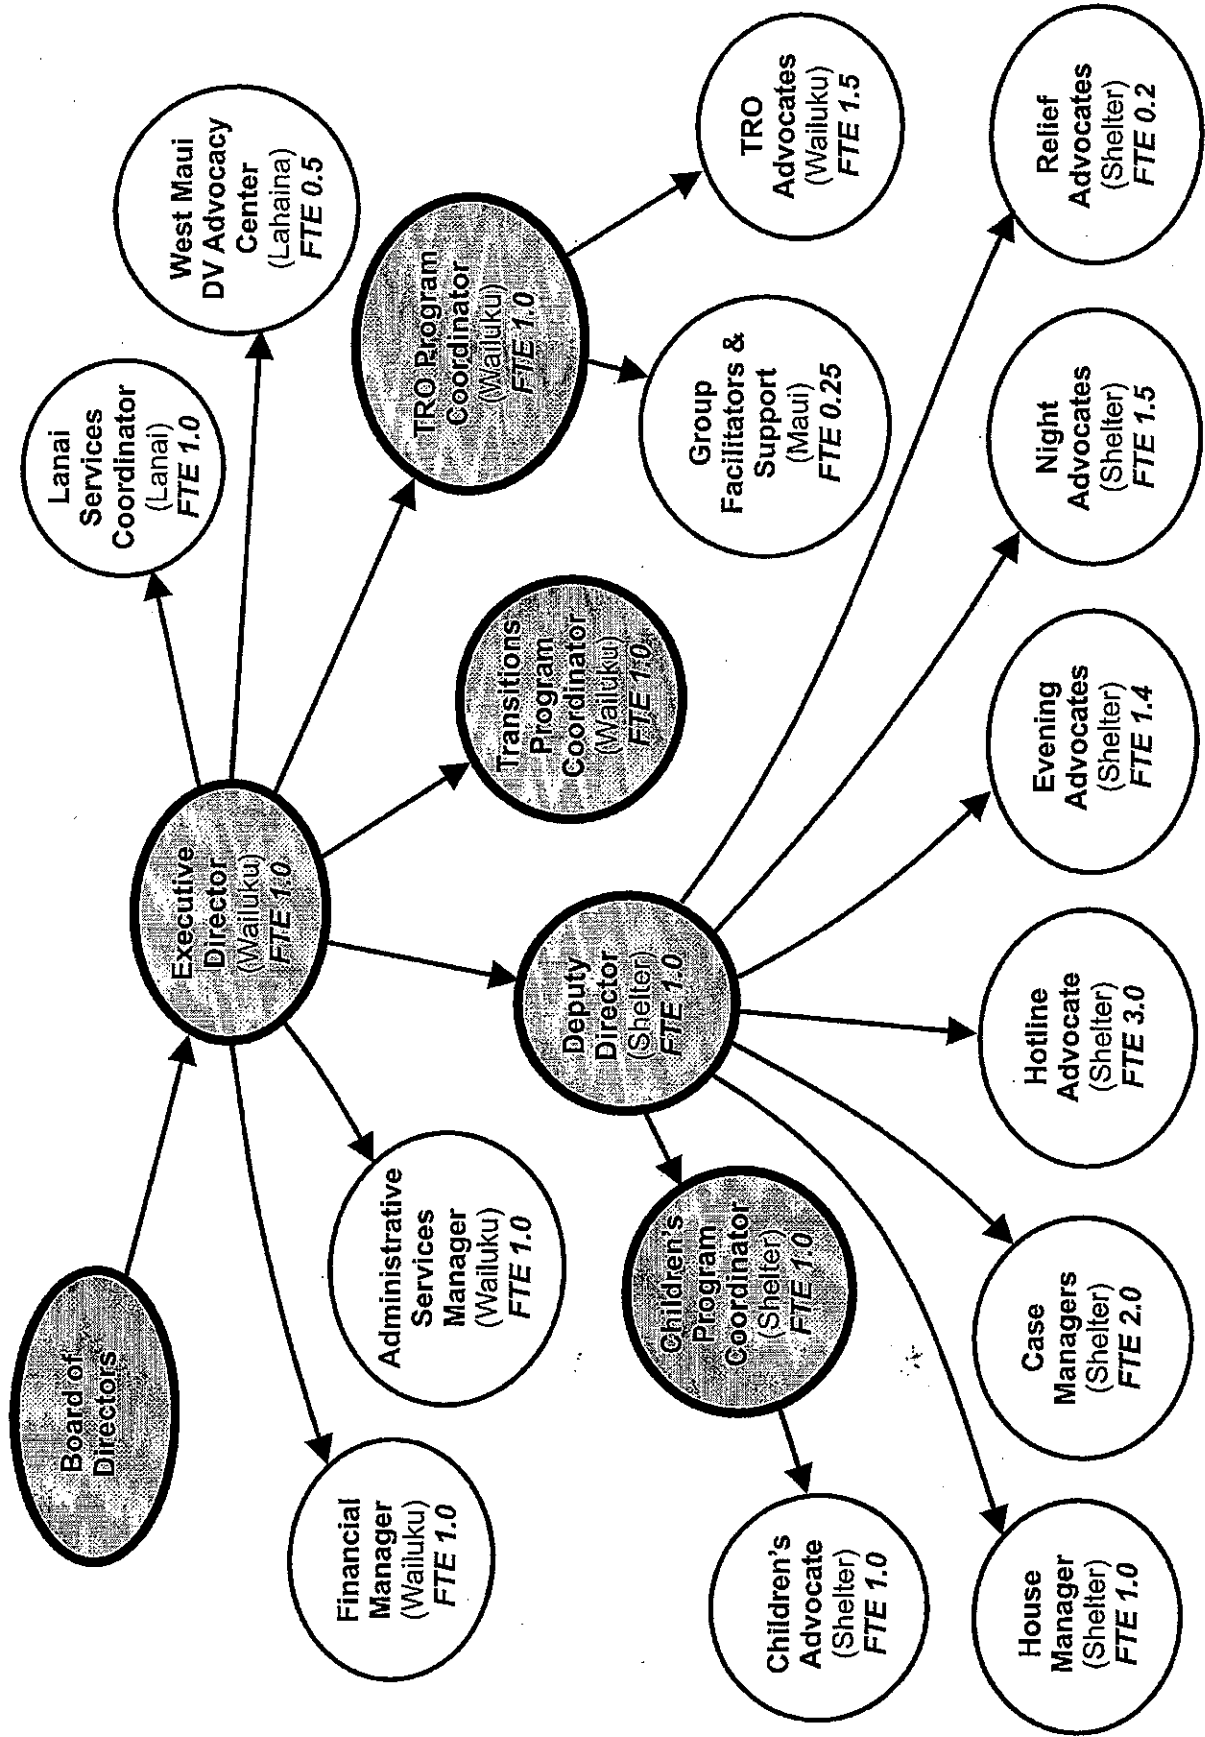 Board of
Directors
Executive
Director
(Wailuku)
FTE 1.0
Lanai
Services
Coordinator
(Lanai)
FTE 1.0
West Maui
DV Advocacy
Center
(Lahaina)
FTE 0.5
Financial
Manager
(Wailuku)
FTE 1.0
Administrative
Services
Manager
(Wailuku)
FTE 1.0
Deputy
Director
(Shelter)
FTE 1.0
Transitions
Program
Coordinator
(Wailuku)
FTE 1.0
TRO Program
Coordinator
(Wailuku)
FTE 1.0
Children's
Program
Coordinator
(Shelter)
FTE 1.0
Group
Facilitators &
Support
(Maui)
FTE 0.25
TRO
Advocates
(Wailuku)
FTE 1.5
Children's
Advocate
(Shelter)
FTE 1.0
House
Manager
(Shelter)
FTE 1.0
Case
Managers
(Shelter)
FTE 2.0
Hotline
Advocate
(Shelter)
FTE 3.0
Evening
Advocates
(Shelter)
FTE 1.4
Night
Advocates
(Shelter)
FTE 1.5
Relief
Advocates
(Shelter)
FTE 0.2